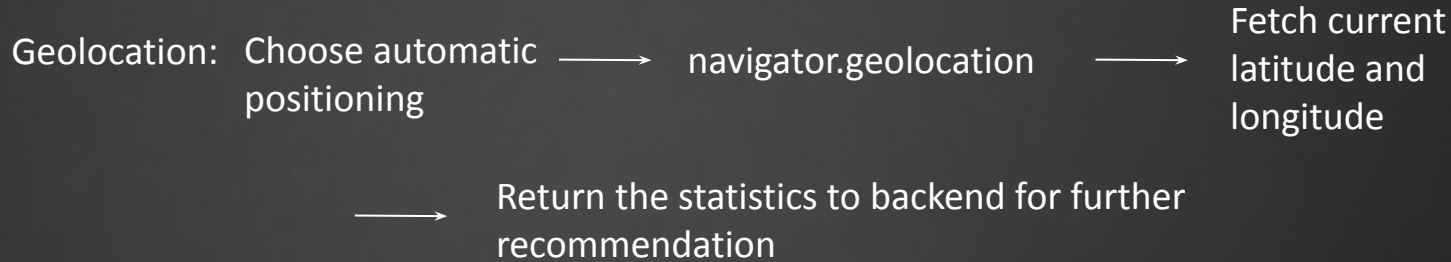 Geolocation: Choose automatic
positioning
navigator.geolocation
Fetch current
latitude and
longitude
Return the statistics to backend for further
recommendation